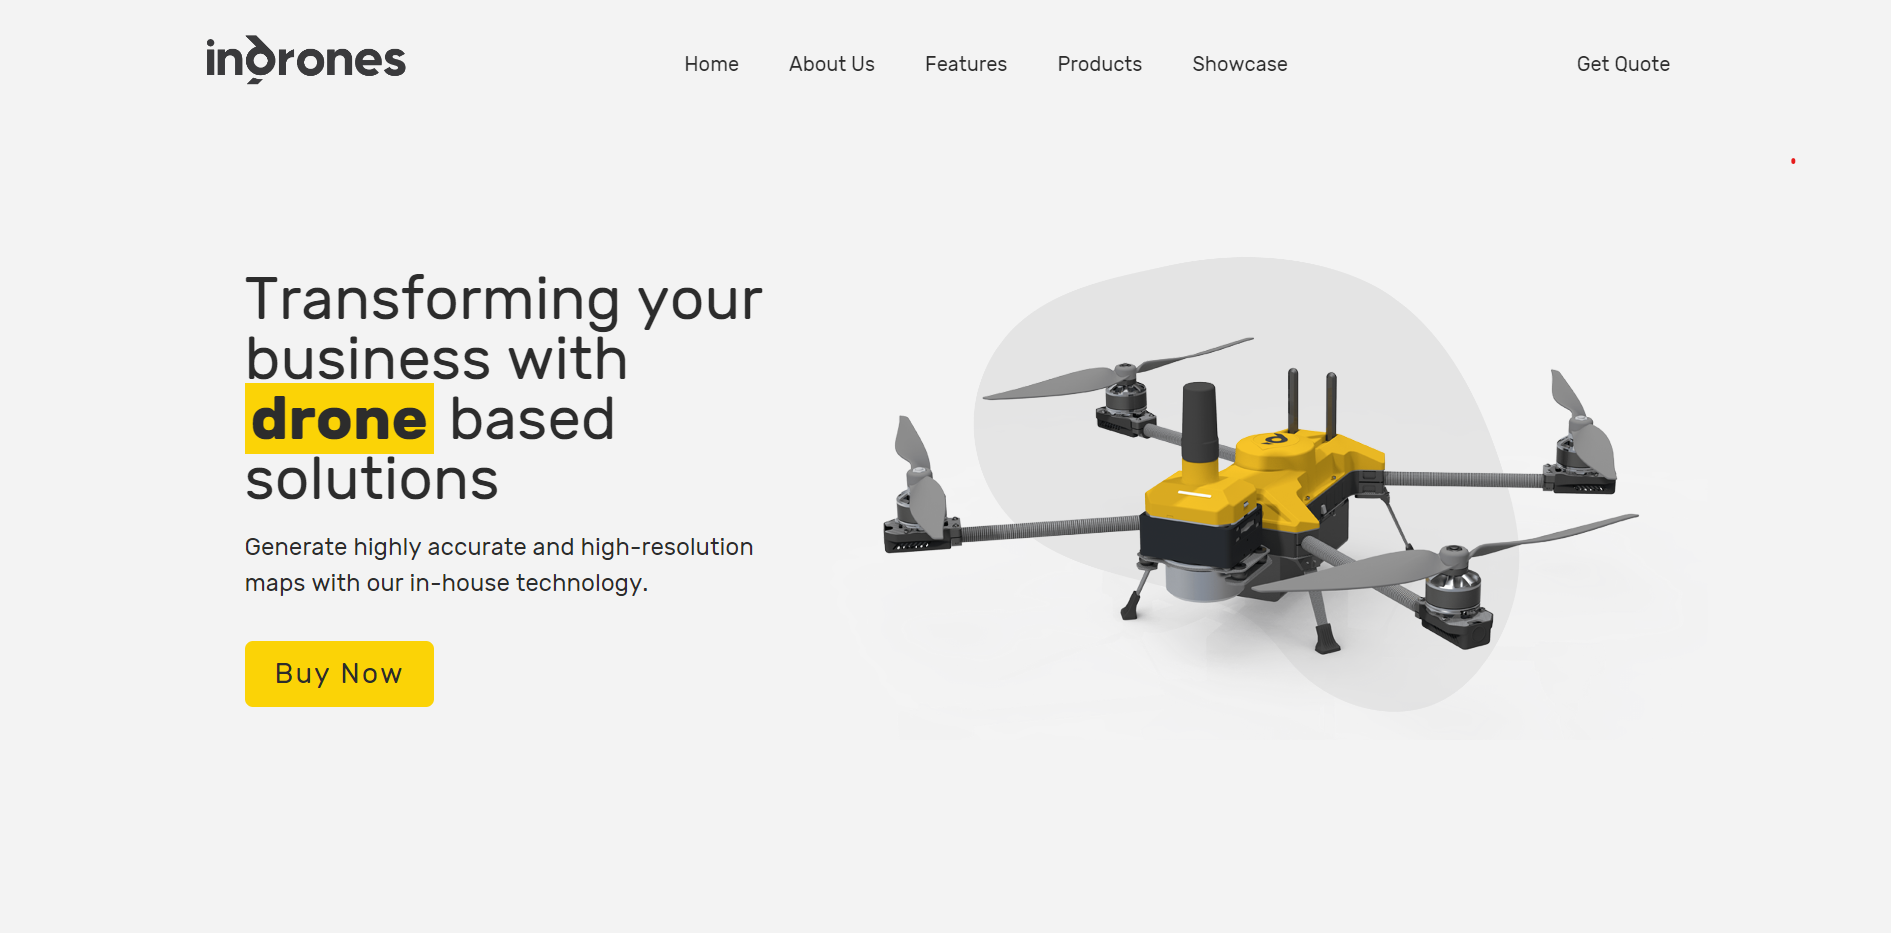 indrones
Home About Us Features Products Showcase Get Quote
Transforming your
business with
drone based
solutions
Generate highly accurate and high-resolution
maps with our in-house technology.
Buy Now